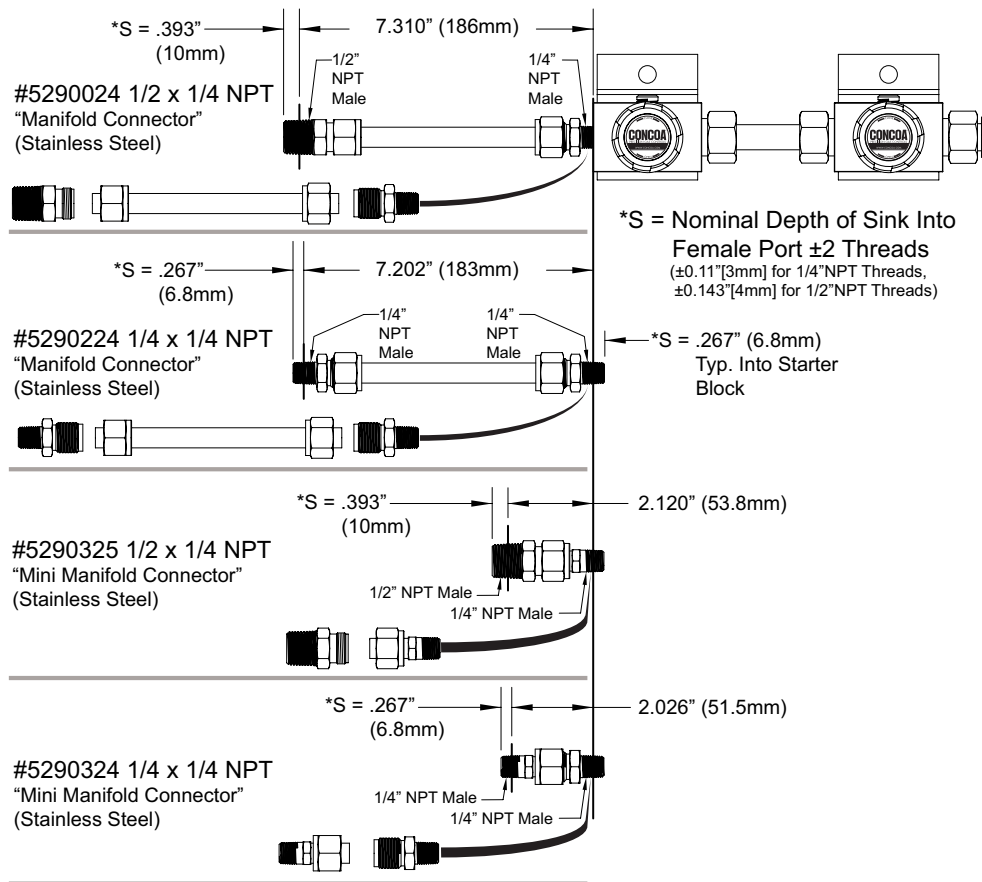 *S = .393”
(10mm)
7.310” (186mm)
1/2”
NPT
Male
1/4”
NPT
Male
#5290024 1/2 x 1/4 NPT
“Manifold Connector”
(Stainless Steel)
CONCOA
CONCOA
*S = Nominal Depth of Sink Into
Female Port ±2 Threads
(±0.11”[3mm] for 1/4”NPT Threads,
±0.143”[4mm] for 1/2”NPT Threads)
*S = .267”
(6.8mm)
7.202” (183mm)
1/4”
NPT
Male
1/4”
NPT
Male
#5290224 1/4 x 1/4 NPT
“Manifold Connector”
(Stainless Steel)
*S = .267” (6.8mm)
Typ. Into Starter
Block
*S = .393”
(10mm)
2.120” (53.8mm)
#5290325 1/2 x 1/4 NPT
“Mini Manifold Connector”
(Stainless Steel)
1/2” NPT Male
1/4” NPT Male
*S = .267”
(6.8mm)
2.026” (51.5mm)
#5290324 1/4 x 1/4 NPT
“Mini Manifold Connector”
(Stainless Steel)
1/4” NPT Male
1/4” NPT Male